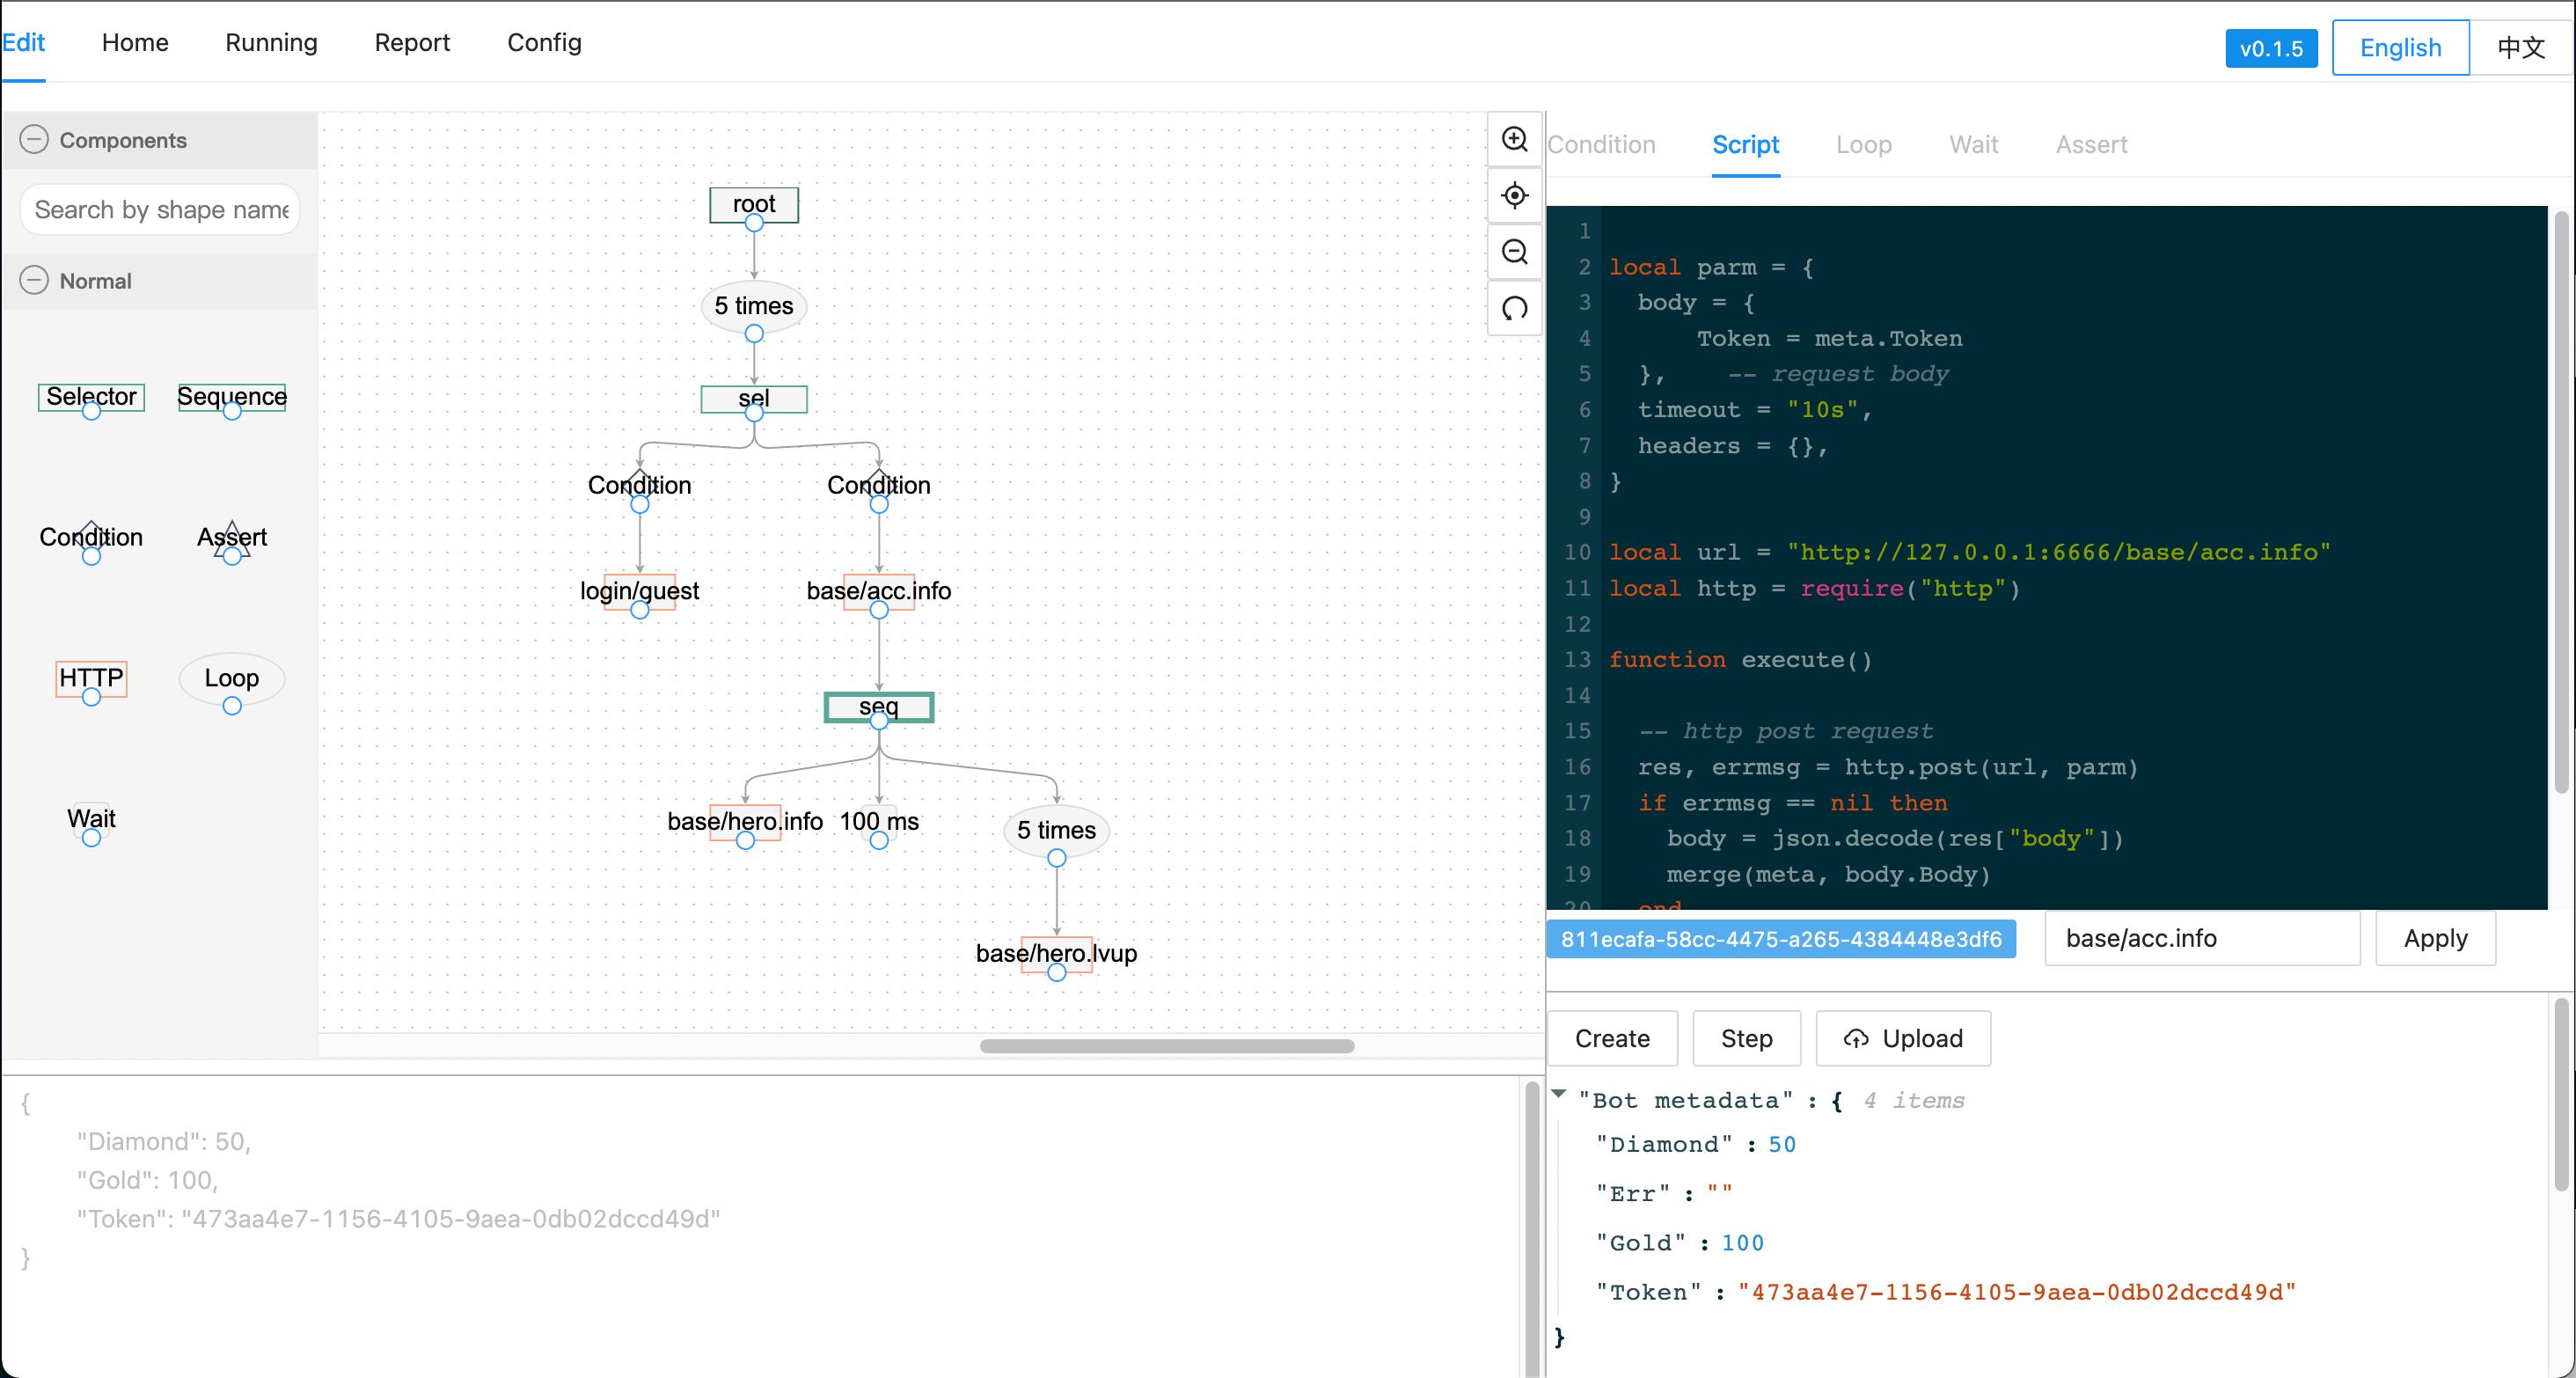 Edit Home Running Report Config v0.1.5 English 中文
Components
Search by shape name
Normal
Selector Sequence
Condition Assert
HTTP Loop
Wait
root
5 times
sel
Condition Condition
login/guest base/acc.info
seq
base/hero.info 100 ms 5 times
base/hero.lvup
Condition Script Loop Wait Assert
1
2 local parm = {
3 body = {
4 Token = meta.Token
5 }, -- request body
6 timeout = "10s",
7 headers = {},
8 }
9
10 local url = "http://127.0.0.1:6666/base/acc.info"
11 local http = require("http")
12
13 function execute()
14
15 -- http post request
16 res, errmsg = http.post(url, parm)
17 if errmsg == nil then
18 body = json.decode(res["body"])
19 merge(meta, body.Body)
20 end
811ecafa-58cc-4475-a265-4384448e3df6 base/acc.info Apply
Create Step Upload
"Bot metadata" : { 4 items
"Diamond" : 50
"Err" : ""
"Gold" : 100
"Token" : "473aa4e7-1156-4105-9aea-0db02dccd49d"
}
{
"Diamond": 50,
"Gold": 100,
"Token": "473aa4e7-1156-4105-9aea-0db02dccd49d"
}